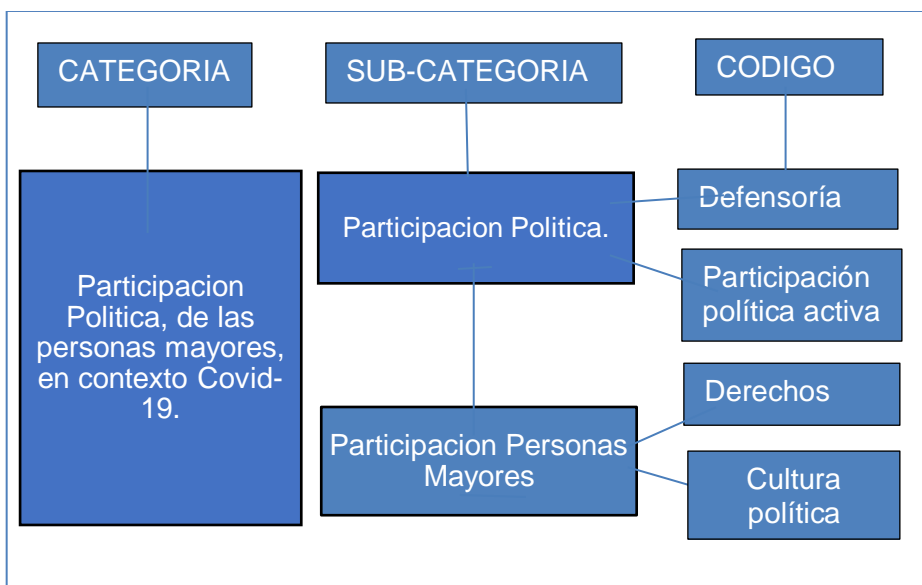 CATEGORIA
SUB-CATEGORIA
CODIGO
Participacion
Politica, de las
personas mayores,
en contexto Covid-
19.
Participacion Politica.
Participacion Personas
Mayores
Defensoría
Participación
política activa
Derechos
Cultura
política